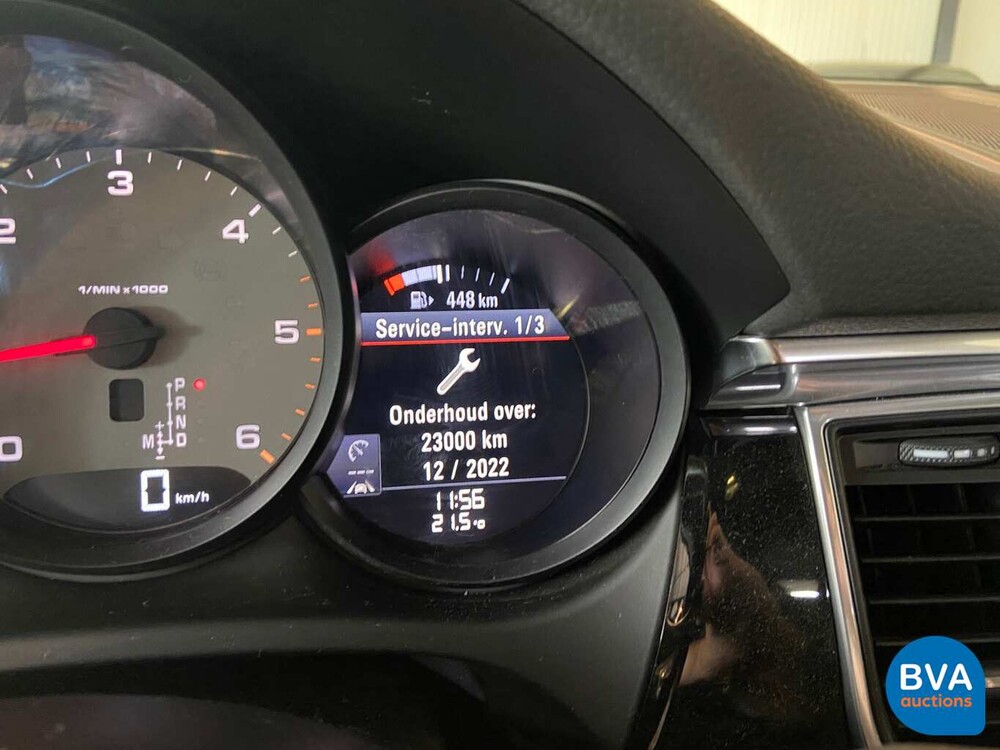 2
3
4
5
6
0
1/MIN x 1000
P
R
N
M D
0 km/h
448 km
Service-interv. 1/3
Onderhoud over:
23000 km
12 / 2022
11:56
21.5 °C
BVA
auctions